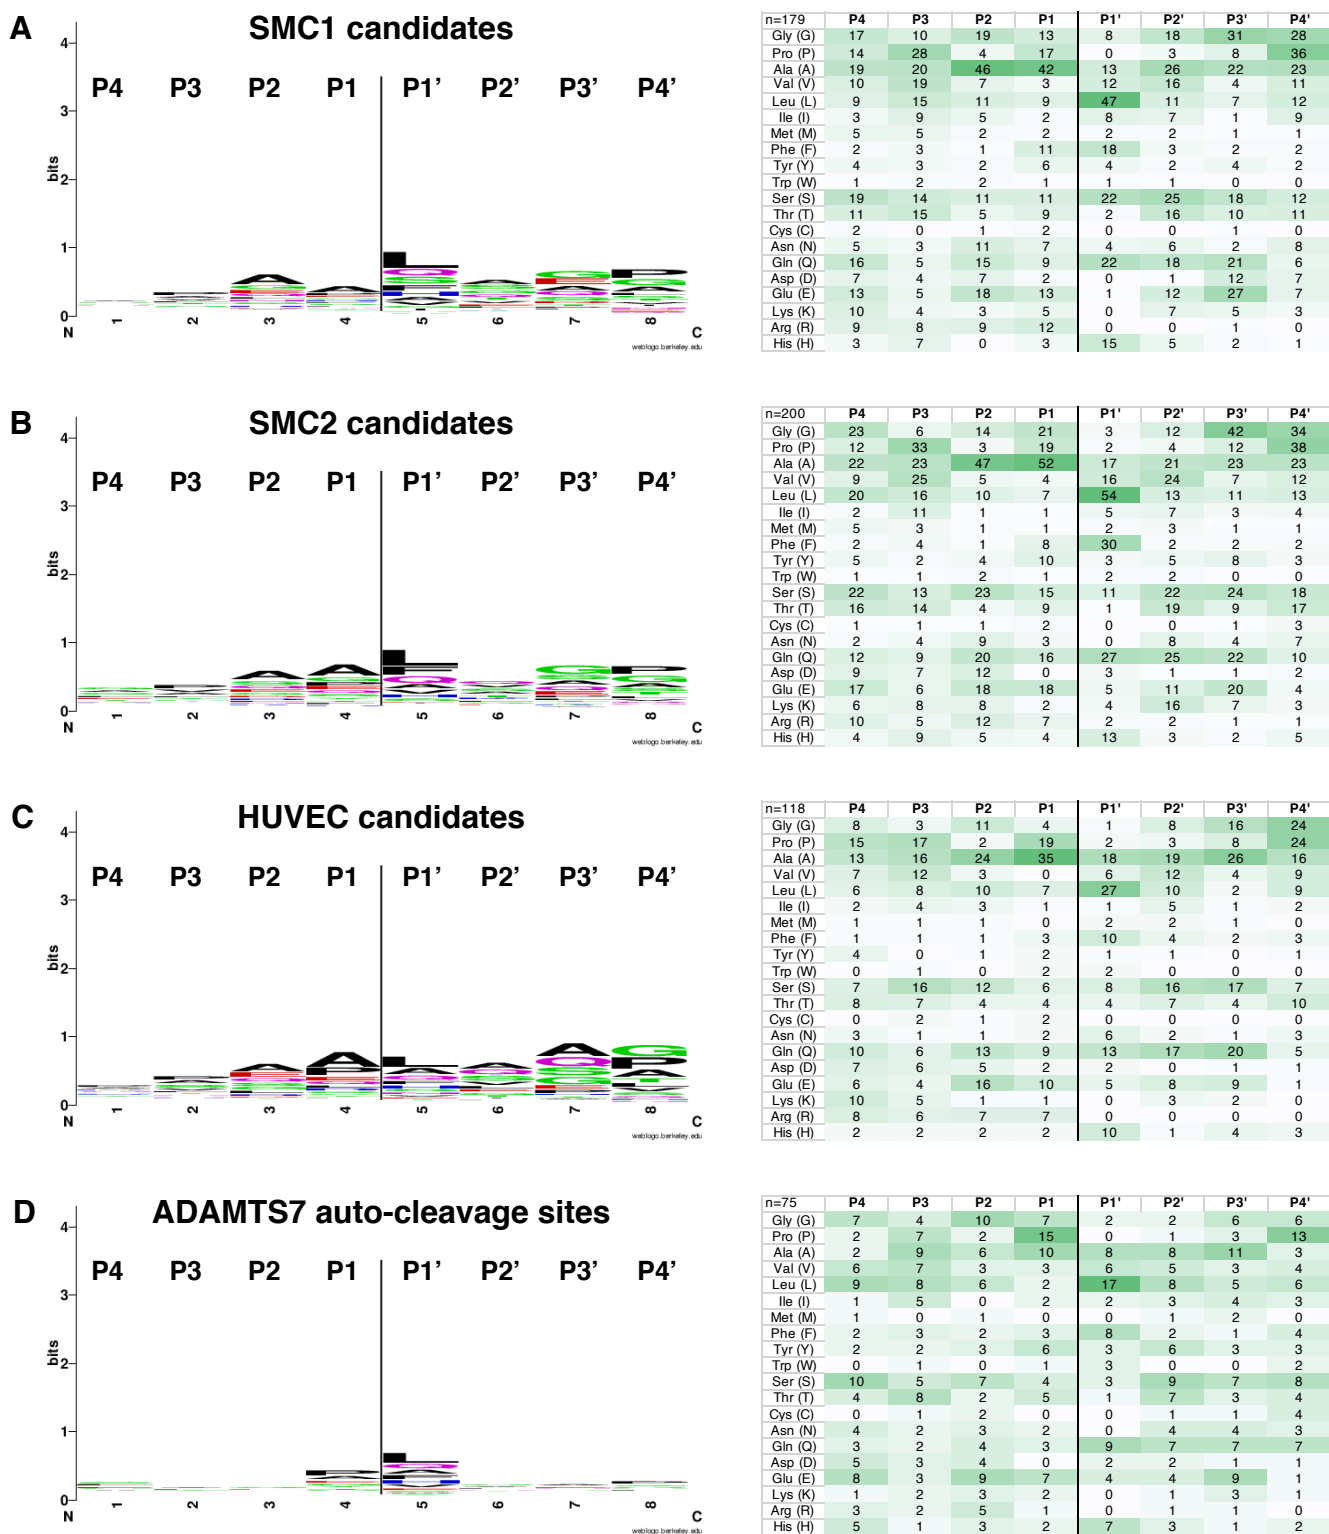 A
SMC1 candidates
P4 P3 P2 P1 P1’ P2’ P3’ P4’
bits
4
3
2
1
0
N 1 2 3 4 5 6 7 8 C
weblogo.berkeley.edu
n=179 P4 P3 P2 P1 P1' P2' P3' P4'
Gly (G) 17 10 19 13 8 18 31 28
Pro (P) 14 28 4 17 0 3 8 36
Ala (A) 19 20 46 42 13 26 22 23
Val (V) 10 19 7 3 12 16 4 11
Leu (L) 9 15 11 9 47 11 7 12
Ile (I) 3 9 5 2 8 7 1 9
Met (M) 5 5 2 2 2 2 1 1
Phe (F) 2 3 1 11 18 3 2 2
Tyr (Y) 4 3 2 6 4 2 4 2
Trp (W) 1 2 2 1 1 1 0 0
Ser (S) 19 14 11 11 22 25 18 12
Thr (T) 11 15 5 9 2 16 10 11
Cys (C) 2 0 1 2 0 0 1 0
Asn (N) 5 3 11 7 4 6 2 8
Gln (Q) 16 5 15 9 22 18 21 6
Asp (D) 7 4 7 2 0 1 12 7
Glu (E) 13 5 18 13 1 12 27 7
Lys (K) 10 4 3 5 0 7 5 3
Arg (R) 9 8 9 12 0 0 1 0
His (H) 3 7 0 3 15 5 2 1
B
SMC2 candidates
P4 P3 P2 P1 P1’ P2’ P3’ P4’
bits
4
3
2
1
0
N 1 2 3 4 5 6 7 8 C
weblogo.berkeley.edu
n=200 P4 P3 P2 P1 P1' P2' P3' P4'
Gly (G) 23 6 14 21 3 12 42 34
Pro (P) 12 33 3 19 2 4 12 38
Ala (A) 22 23 47 52 17 21 23 23
Val (V) 9 25 5 4 16 24 7 12
Leu (L) 20 16 10 7 54 13 11 13
Ile (I) 2 11 1 1 5 7 3 4
Met (M) 5 3 1 1 2 3 1 1
Phe (F) 2 4 1 8 30 2 2 2
Tyr (Y) 5 2 4 10 3 5 8 3
Trp (W) 1 1 2 1 2 2 0 0
Ser (S) 22 13 23 15 11 22 24 18
Thr (T) 16 14 4 9 1 19 9 17
Cys (C) 1 1 1 2 0 0 1 3
Asn (N) 2 4 9 3 0 8 4 7
Gln (Q) 12 9 20 16 27 25 22 10
Asp (D) 9 7 12 0 3 1 1 2
Glu (E) 17 6 18 18 5 11 20 4
Lys (K) 6 8 8 2 4 16 7 3
Arg (R) 10 5 12 7 2 2 1 1
His (H) 4 9 5 4 13 3 2 5
C
HUVEC candidates
P4 P3 P2 P1 P1’ P2’ P3’ P4’
bits
4
3
2
1
0
N 1 2 3 4 5 6 7 8 C
weblogo.berkeley.edu
n=118 P4 P3 P2 P1 P1' P2' P3' P4'
Gly (G) 8 3 11 4 1 8 16 24
Pro (P) 15 17 2 19 2 3 8 24
Ala (A) 13 16 24 35 18 19 26 16
Val (V) 7 12 3 0 6 12 4 9
Leu (L) 6 8 10 7 27 10 2 9
Ile (I) 2 4 3 1 1 5 1 2
Met (M) 1 1 1 0 2 2 1 0
Phe (F) 1 1 1 3 10 4 2 3
Tyr (Y) 4 0 1 2 1 1 0 1
Trp (W) 0 1 0 2 2 0 0 0
Ser (S) 7 16 12 6 8 16 17 7
Thr (T) 8 7 4 4 4 7 4 10
Cys (C) 0 2 1 2 0 0 0 0
Asn (N) 3 1 1 2 6 2 1 3
Gln (Q) 10 6 13 9 13 17 20 5
Asp (D) 7 6 5 2 2 0 1 1
Glu (E) 6 4 16 10 5 8 9 1
Lys (K) 10 5 1 1 0 3 2 0
Arg (R) 8 6 7 7 0 0 0 0
His (H) 2 2 2 2 10 1 4 3
D
ADAMTS7 auto-cleavage sites
P4 P3 P2 P1 P1’ P2’ P3’ P4’
bits
4
3
2
1
0
N 1 2 3 4 5 6 7 8 C
weblogo.berkeley.edu
n=75 P4 P3 P2 P1 P1' P2' P3' P4'
Gly (G) 7 4 10 7 2 2 6 6
Pro (P) 2 7 2 15 0 1 3 13
Ala (A) 2 9 6 10 8 8 11 3
Val (V) 6 7 3 3 6 5 3 4
Leu (L) 9 8 6 2 17 8 5 6
Ile (I) 1 5 0 2 2 3 4 3
Met (M) 1 0 1 0 0 1 2 0
Phe (F) 2 3 2 3 8 2 1 4
Tyr (Y) 2 2 3 6 3 6 3 3
Trp (W) 0 1 0 1 3 0 0 2
Ser (S) 10 5 7 4 3 9 7 8
Thr (T) 4 8 2 5 1 7 3 4
Cys (C) 0 1 2 0 0 1 1 4
Asn (N) 4 2 3 2 0 4 4 3
Gln (Q) 3 2 4 3 9 7 7 7
Asp (D) 5 3 4 0 2 2 1 1
Glu (E) 8 3 9 7 4 4 9 1
Lys (K) 1 2 3 2 0 1 3 1
Arg (R) 3 2 5 1 0 1 1 0
His (H) 5 1 3 2 7 3 1 2